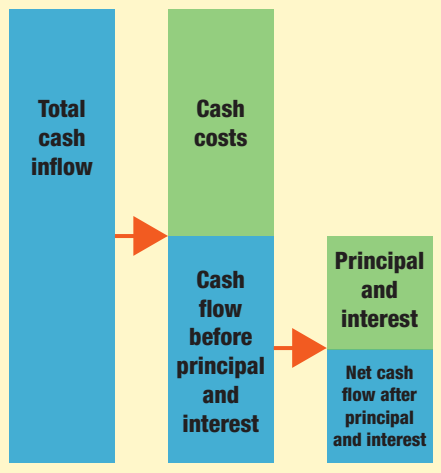 Total
cash
inflow
Cash
costs
Cash
flow
before
principal
and
interest
Principal
and
interest
Net cash
flow after
principal
and interest